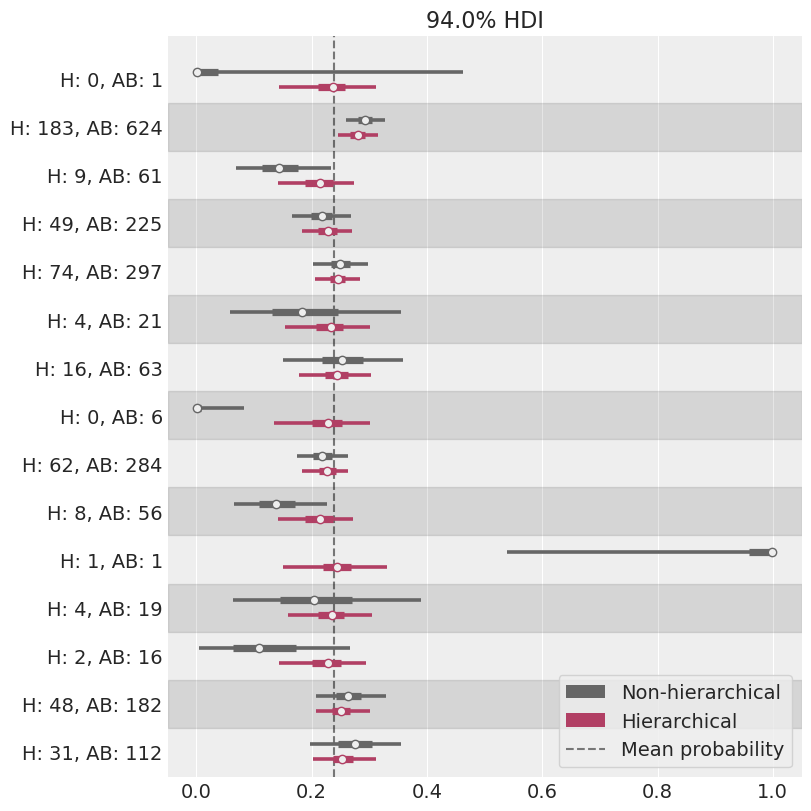 94.0% HDI
H: 0, AB: 1
H: 183, AB: 624
H: 9, AB: 61
H: 49, AB: 225
H: 74, AB: 297
H: 4, AB: 21
H: 16, AB: 63
H: 0, AB: 6
H: 62, AB: 284
H: 8, AB: 56
H: 1, AB: 1
H: 4, AB: 19
H: 2, AB: 16
H: 48, AB: 182
H: 31, AB: 112
Non-hierarchical
Hierarchical
Mean probability
0.0 0.2 0.4 0.6 0.8 1.0